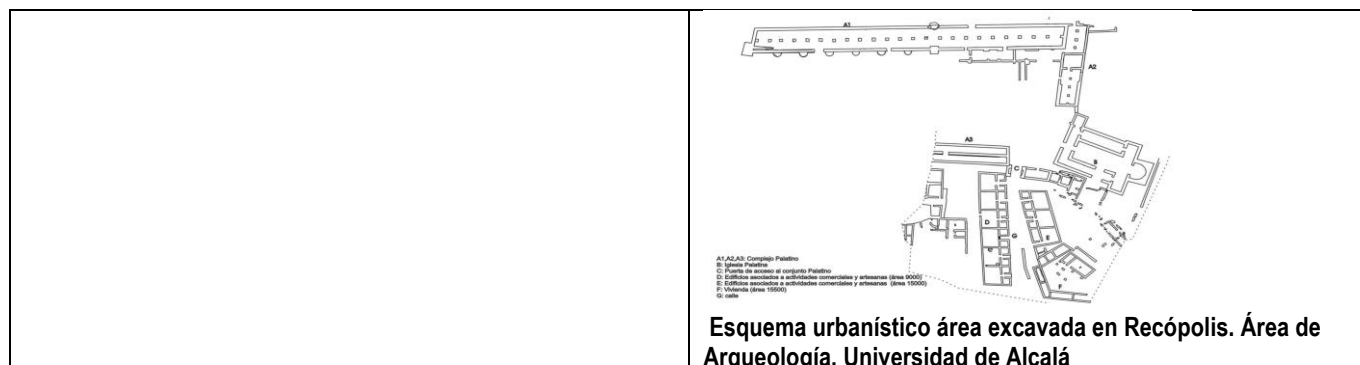 A1
A2
A3
B
C
D
G
E
F
A1,A2,A3: Complejo Palatino
B: Iglesia Palatina
C: Puerta de acceso al conjunto Palatino
D: Edificios asociados a actividades comerciales y artesanas (área 9000)
E: Edificios asociados a actividades comerciales y artesanas (área 15000)
F: Vivienda (área 15500)
G: calle
Esquema urbanístico área excavada en Recópolis. Área de
Arqueología. Universidad de Alcalá